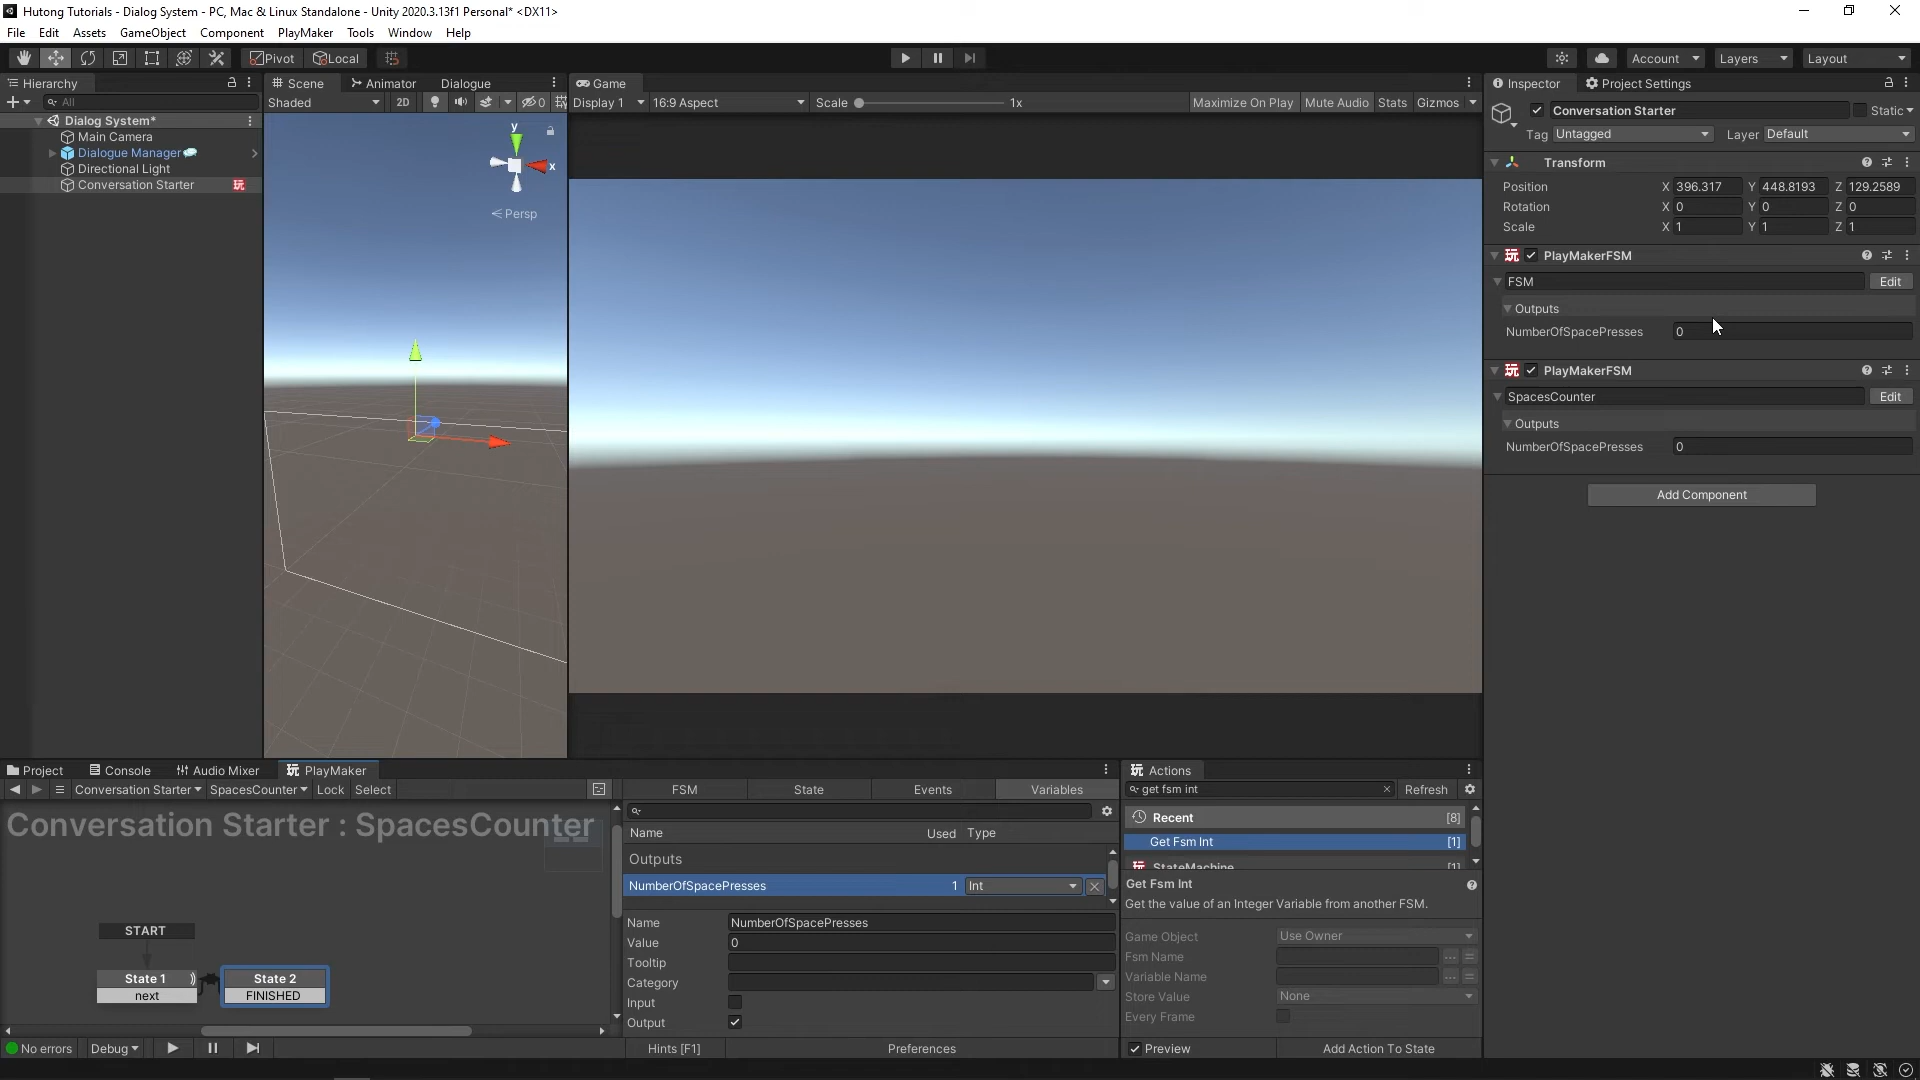 Hutong Tutorials - Dialog System - PC, Mac & Linux Standalone - Unity 2020.3.13f1 Personal* <DX11>
File Edit Assets GameObject Component PlayMaker Tools Window Help
Pivot Local Account Layers Layout
Hierarchy
All
Dialog System*
Main Camera
Dialogue Manager
Directional Light
Conversation Starter 玩
Scene Animator Dialogue
Shaded 2D 0
y
x
Persp
Game
Display 1 16:9 Aspect Scale 1x Maximize On Play Mute Audio Stats Gizmos
Inspector Project Settings
Conversation Starter Static
Tag Untagged Layer Default
Transform
Position X 396.317 Y 448.8193 Z 129.2589
Rotation X 0 Y 0 Z 0
Scale X 1 Y 1 Z 1
玩 PlayMakerFSM
FSM Edit
Outputs
NumberOfSpacePresses 0
玩 PlayMakerFSM
SpacesCounter Edit
Outputs
NumberOfSpacePresses 0
Add Component
Project Console Audio Mixer 玩 PlayMaker
Conversation Starter SpacesCounter Lock Select
Conversation Starter : SpacesCounter
START
State 1
next
State 2
FINISHED
No errors Debug
FSM State Events Variables
Name Used Type
Outputs
NumberOfSpacePresses 1 Int
Name NumberOfSpacePresses
Value 0
Tooltip
Category
Input
Output
Hints [F1] Preferences
玩 Actions
get fsm int Refresh
Recent [8]
Get Fsm Int [1]
StateMachine [1]
Get Fsm Int
Get the value of an Integer Variable from another FSM.
Game Object Use Owner
Fsm Name
Variable Name
Store Value None
Every Frame
Preview Add Action To State